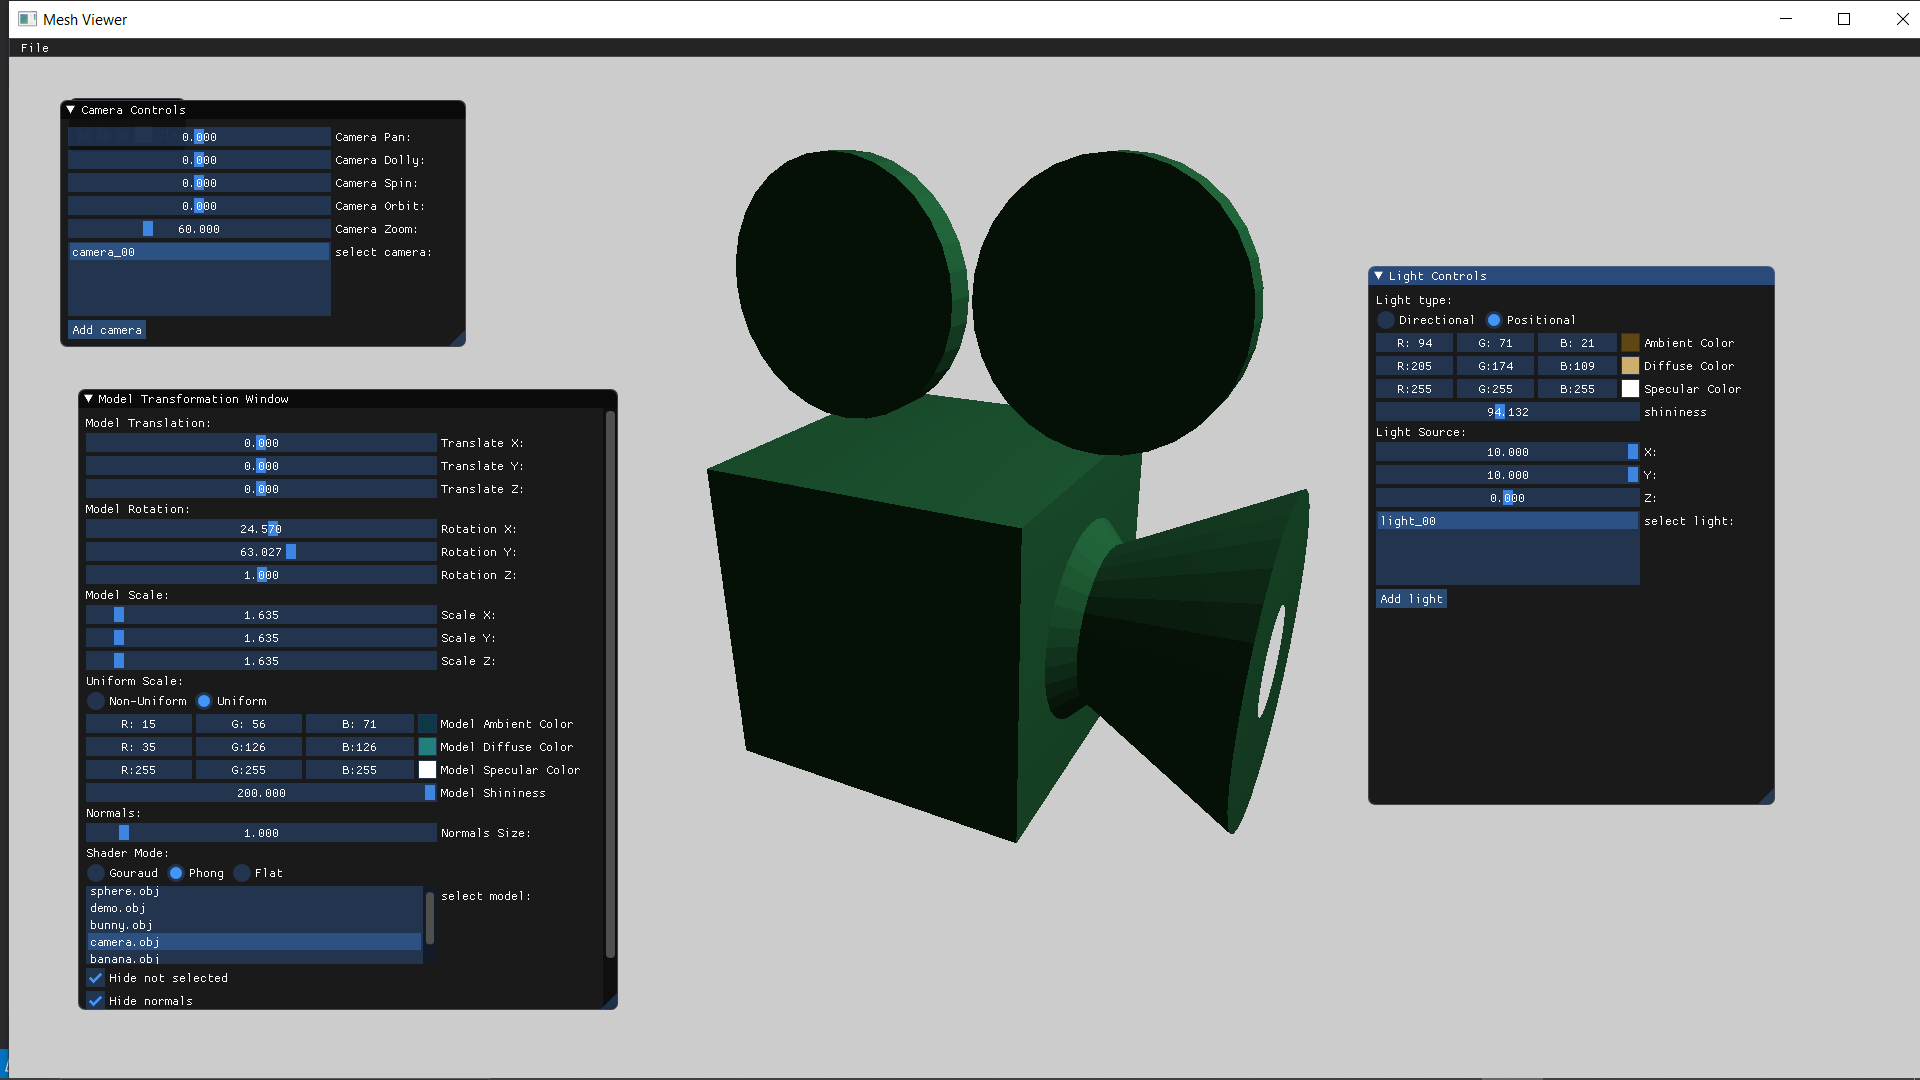 Mesh Viewer
File
Camera Controls
0.000 Camera Pan:
0.000 Camera Dolly:
0.000 Camera Spin:
0.000 Camera Orbit:
60.000 Camera Zoom:
camera_00 select camera:
Add camera
Model Transformation Window
Model Translation:
0.000 Translate X:
0.000 Translate Y:
0.000 Translate Z:
Model Rotation:
24.570 Rotation X:
63.027 Rotation Y:
1.000 Rotation Z:
Model Scale:
1.635 Scale X:
1.635 Scale Y:
1.635 Scale Z:
Uniform Scale:
Non-Uniform Uniform
R: 15 G: 56 B: 71 Model Ambient Color
R: 35 G:126 B:126 Model Diffuse Color
R:255 G:255 B:255 Model Specular Color
200.000 Model Shininess
Normals:
1.000 Normals Size:
Shader Mode:
Gouraud Phong Flat
sphere.obj select model:
demo.obj
bunny.obj
camera.obj
banana.obj
Hide not selected
Hide normals
Light Controls
Light type:
Directional Positional
R: 94 G: 71 B: 21 Ambient Color
R:205 G:174 B:109 Diffuse Color
R:255 G:255 B:255 Specular Color
94.132 shininess
Light Source:
10.000 X:
10.000 Y:
0.000 Z:
light_00 select light:
Add light